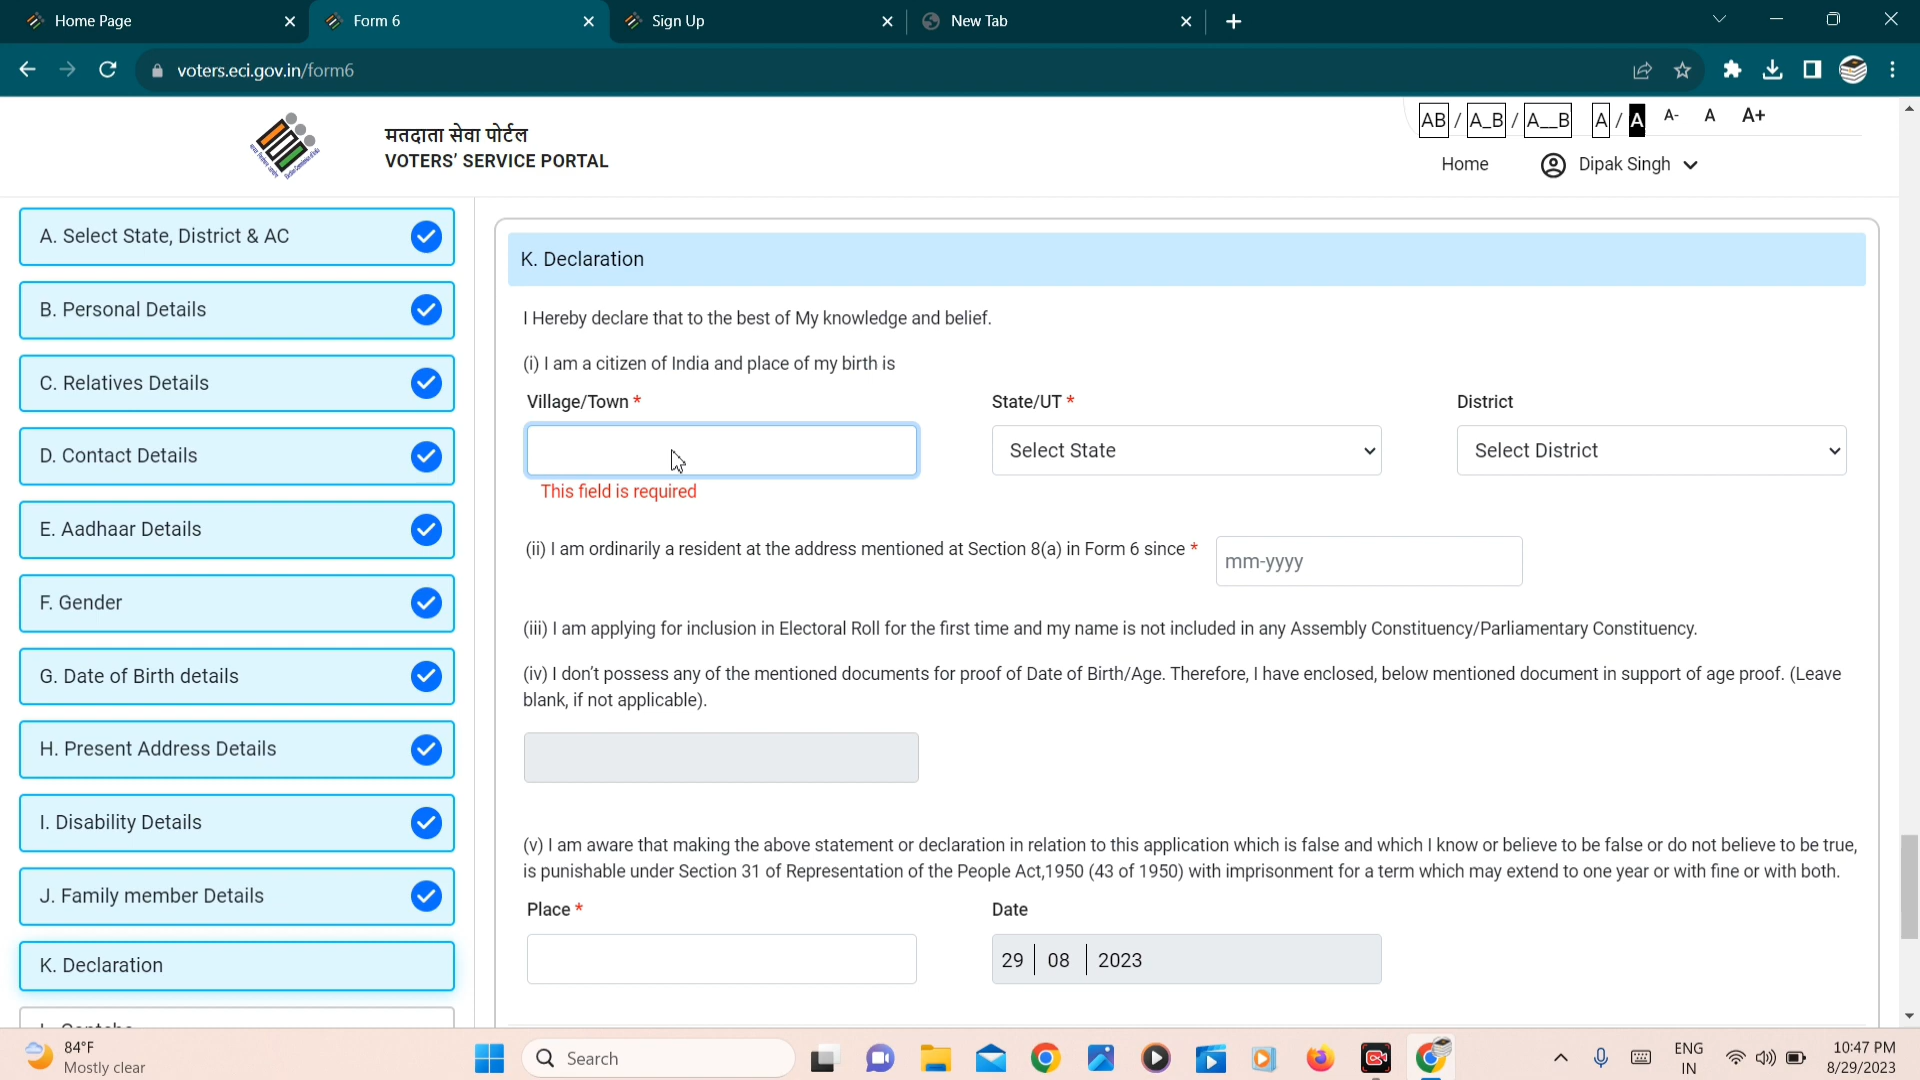 Home Page
Form 6
Sign Up
New Tab
voters.eci.gov.in/form6
मतदाता सेवा पोर्टल
VOTERS' SERVICE PORTAL
AB / A_B / A__B A / A A- A A+
Home
Dipak Singh
A. Select State, District & AC
B. Personal Details
C. Relatives Details
D. Contact Details
E. Aadhaar Details
F. Gender
G. Date of Birth details
H. Present Address Details
I. Disability Details
J. Family member Details
K. Declaration
K. Declaration
I Hereby declare that to the best of My knowledge and belief.
(i) I am a citizen of India and place of my birth is
Village/Town *
State/UT *
District
Select State
Select District
This field is required
(ii) I am ordinarily a resident at the address mentioned at Section 8(a) in Form 6 since *
mm-yyyy
(iii) I am applying for inclusion in Electoral Roll for the first time and my name is not included in any Assembly Constituency/Parliamentary Constituency.
(iv) I don't possess any of the mentioned documents for proof of Date of Birth/Age. Therefore, I have enclosed, below mentioned document in support of age proof. (Leave
blank, if not applicable).
(v) I am aware that making the above statement or declaration in relation to this application which is false and which I know or believe to be false or do not believe to be true,
is punishable under Section 31 of Representation of the People Act,1950 (43 of 1950) with imprisonment for a term which may extend to one year or with fine or with both.
Place *
Date
29 08 2023
84°F
Mostly clear
Search
ENG
IN
10:47 PM
8/29/2023